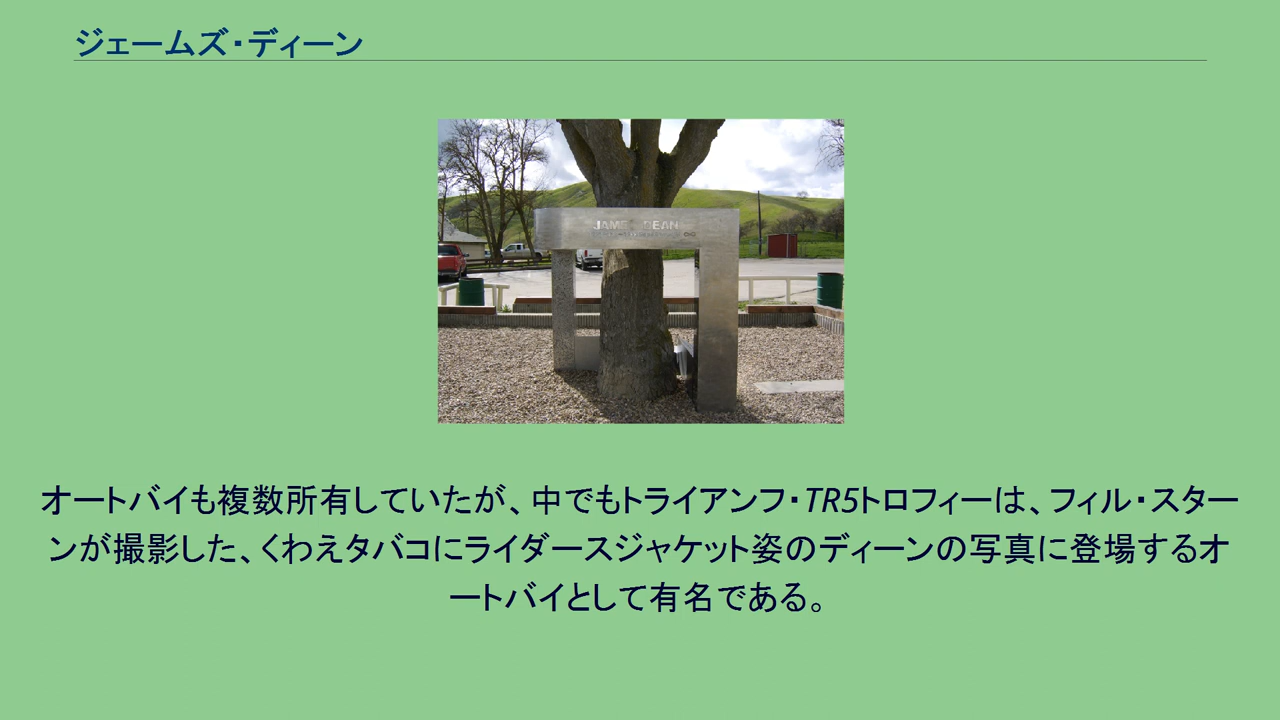 ジェームズ・ディーン
JAMES DEAN
オートバイも複数所有していたが、中でもトライアンフ・TR5トロフィーは、フィル・スター
ンが撮影した、くわえタバコにライダースジャケット姿のディーンの写真に登場するオ
ートバイとして有名である。